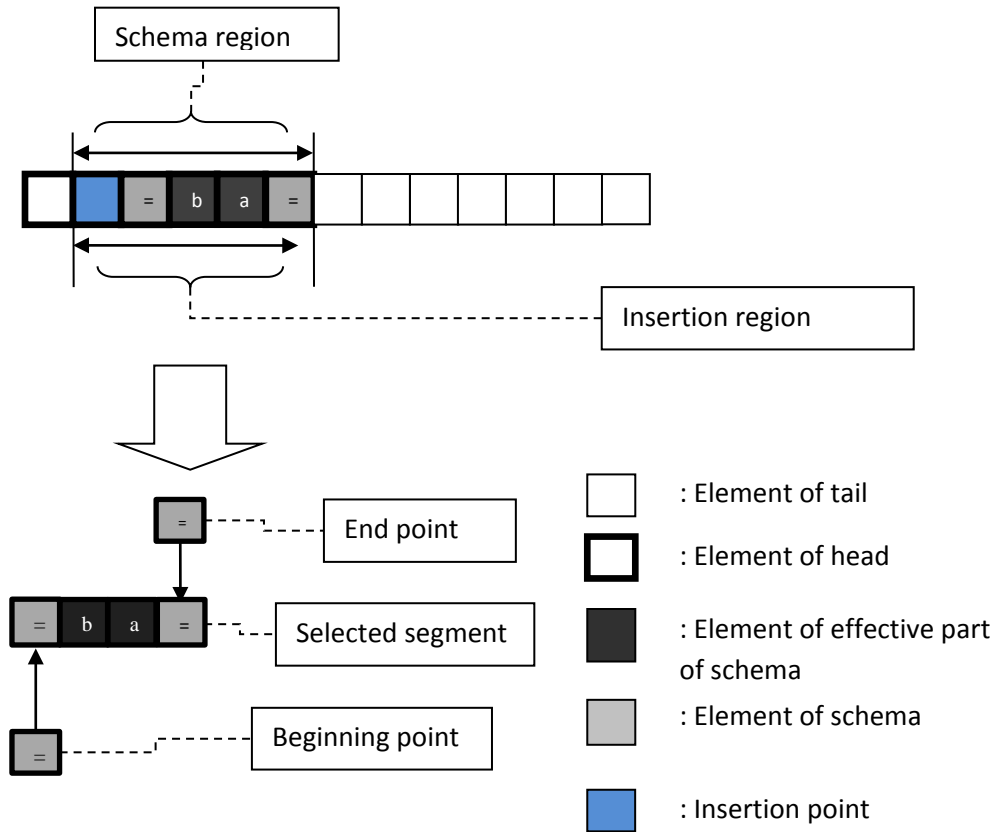 Schema region
= b a =
Insertion region
=
End point
= b a =
Selected segment
=
Beginning point
: Element of tail
: Element of head
: Element of effective part
of schema
: Element of schema
: Insertion point